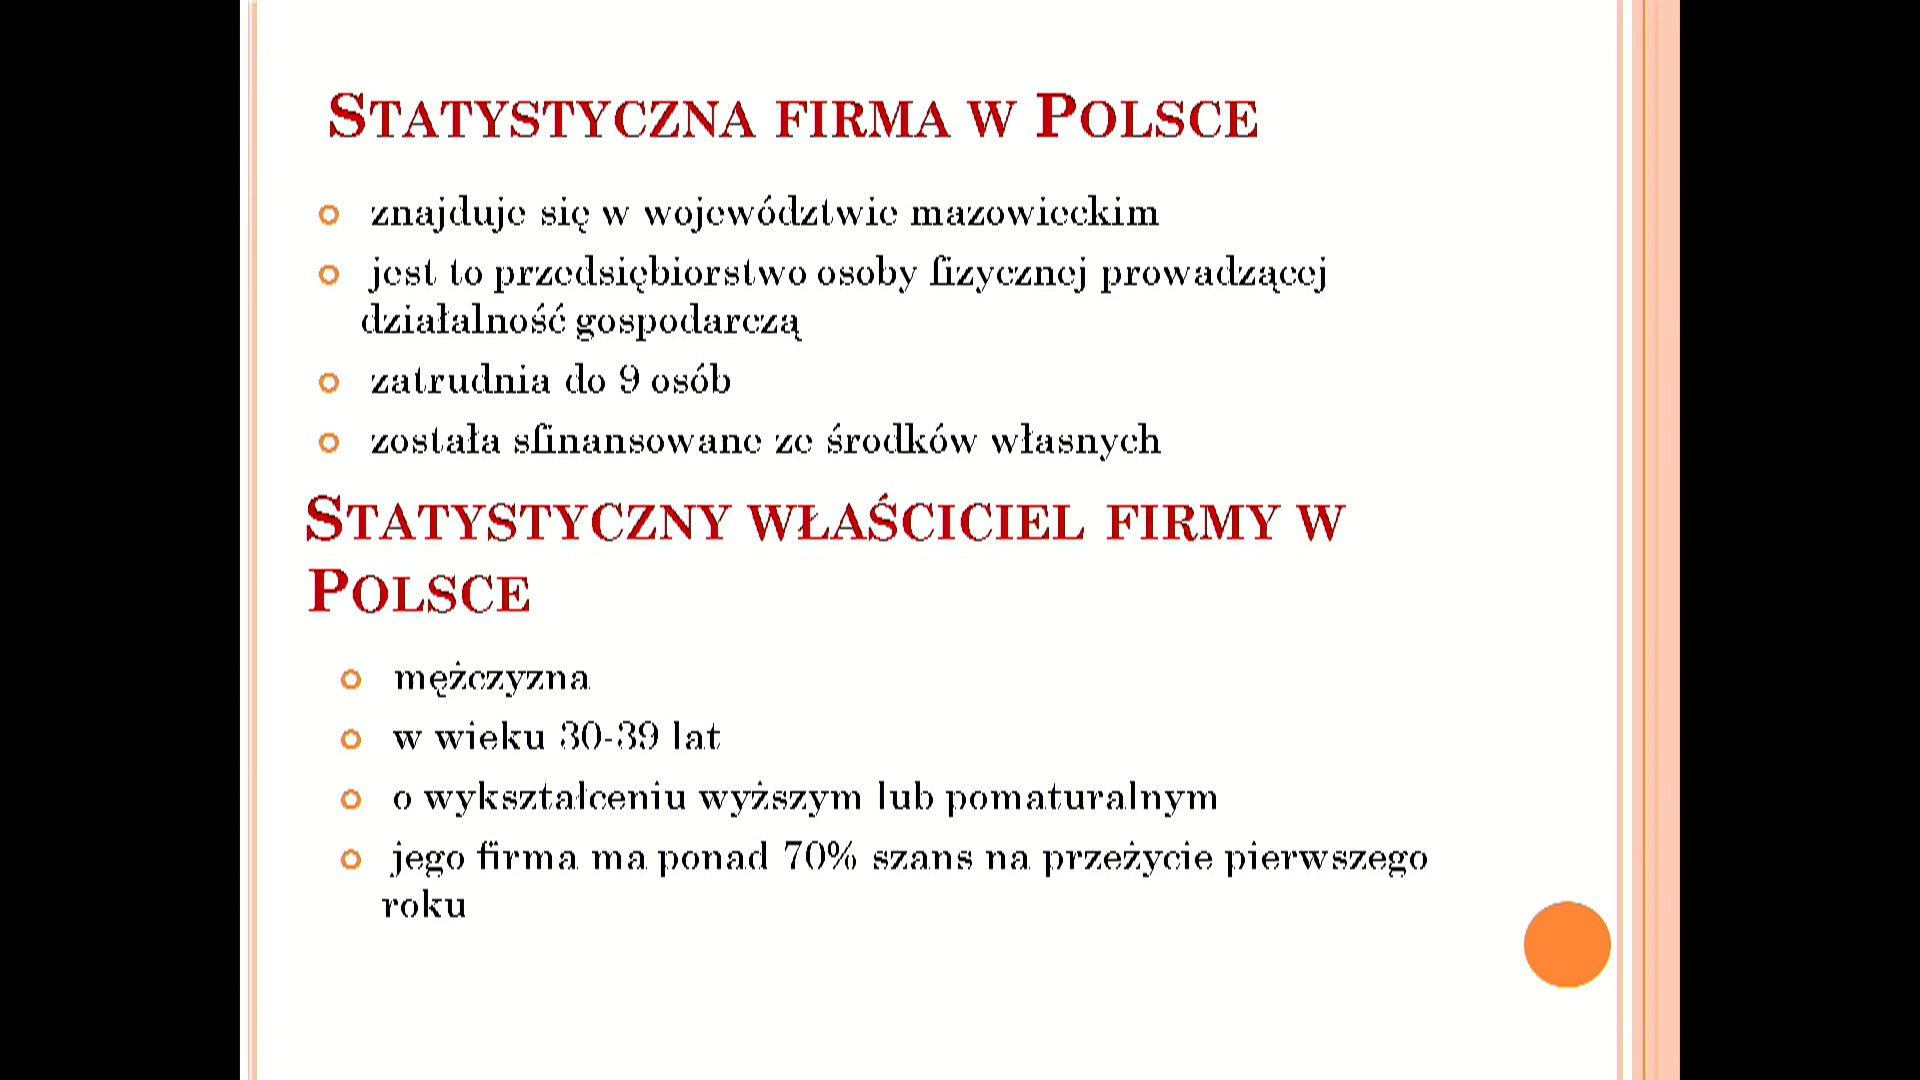 Statystyczna firma w Polsce
znajduje się w województwie mazowieckim
jest to przedsiębiorstwo osoby fizycznej prowadzącej
działalność gospodarczą
zatrudnia do 9 osób
została sfinansowane ze środków własnych
Statystyczny właściciel firmy w
Polsce
mężczyzna
w wieku 30-39 lat
o wykształceniu wyższym lub pomaturalnym
jego firma ma ponad 70% szans na przeżycie pierwszego
roku